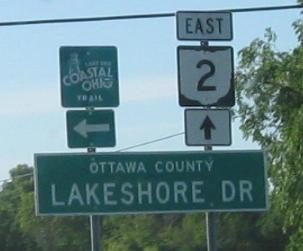 EAST
2
LAKE ERIE
COASTAL
OHIO
TRAIL
OTTAWA COUNTY
LAKESHORE DR